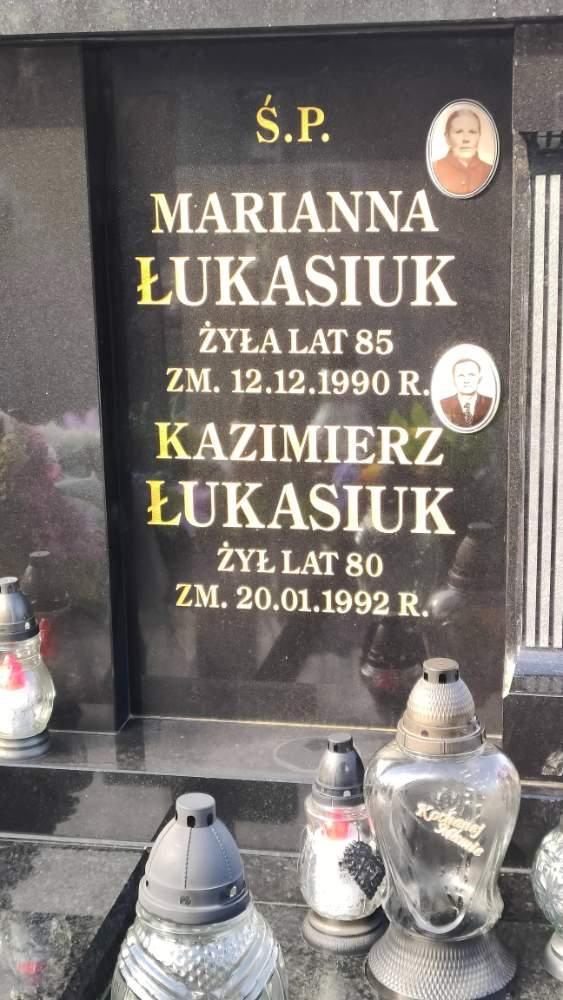 Ś.P.
MARIANNA
ŁUKASIUK
ŻYŁA LAT 85
ZM. 12.12.1990 R.
KAZIMIERZ
ŁUKASIUK
ŻYŁ LAT 80
ZM. 20.01.1992 R.
Kochanej
Mamie